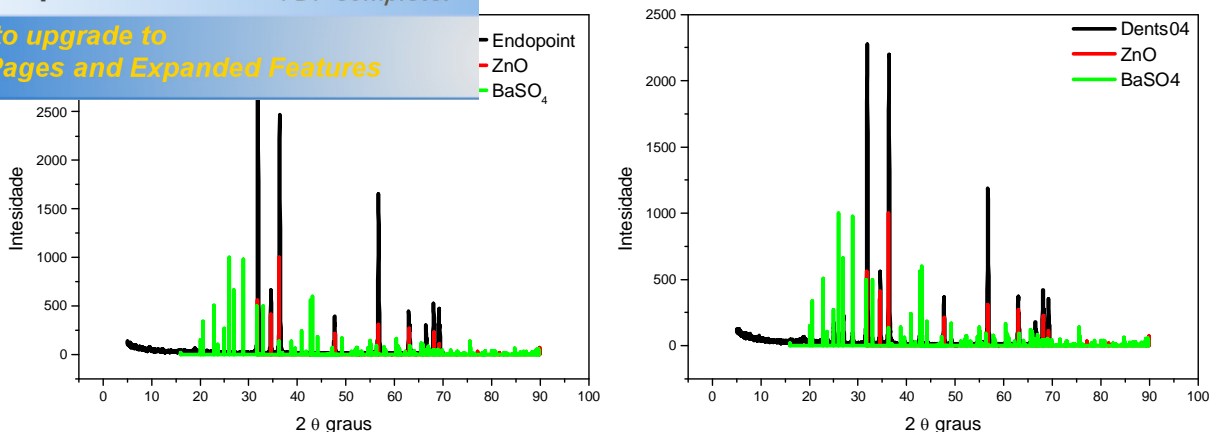 to upgrade to
Pages and Expanded Features
Endopoint
ZnO
BaSO4
2500
2000
1500
1000
500
0
Intesidade
0 10 20 30 40 50 60 70 80 90 100
2 θ graus
Dents04
ZnO
BaSO4
2500
2000
1500
1000
500
0
Intesidade
0 10 20 30 40 50 60 70 80 90 100
2 θ graus